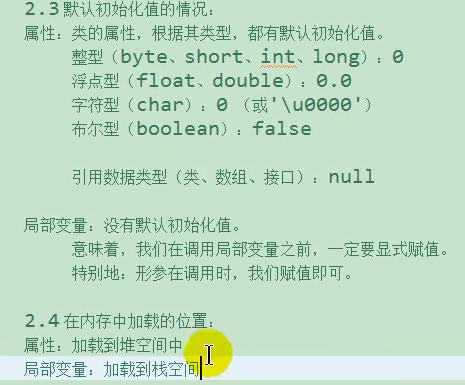 2.3 默认初始化值的情况:
属性: 类的属性, 根据其类型, 都有默认初始化值。
整型 (byte、short、int、long): 0
浮点型 (float、double): 0.0
字符型 (char): 0 (或'\u0000')
布尔型 (boolean): false
引用数据类型 (类、数组、接口): null
局部变量: 没有默认初始化值。
意味着, 我们在调用局部变量之前, 一定要显式赋值。
特别地: 形参在调用时, 我们赋值即可。
2.4 在内存中加载的位置:
属性: 加载到堆空间中
局部变量: 加载到栈空间